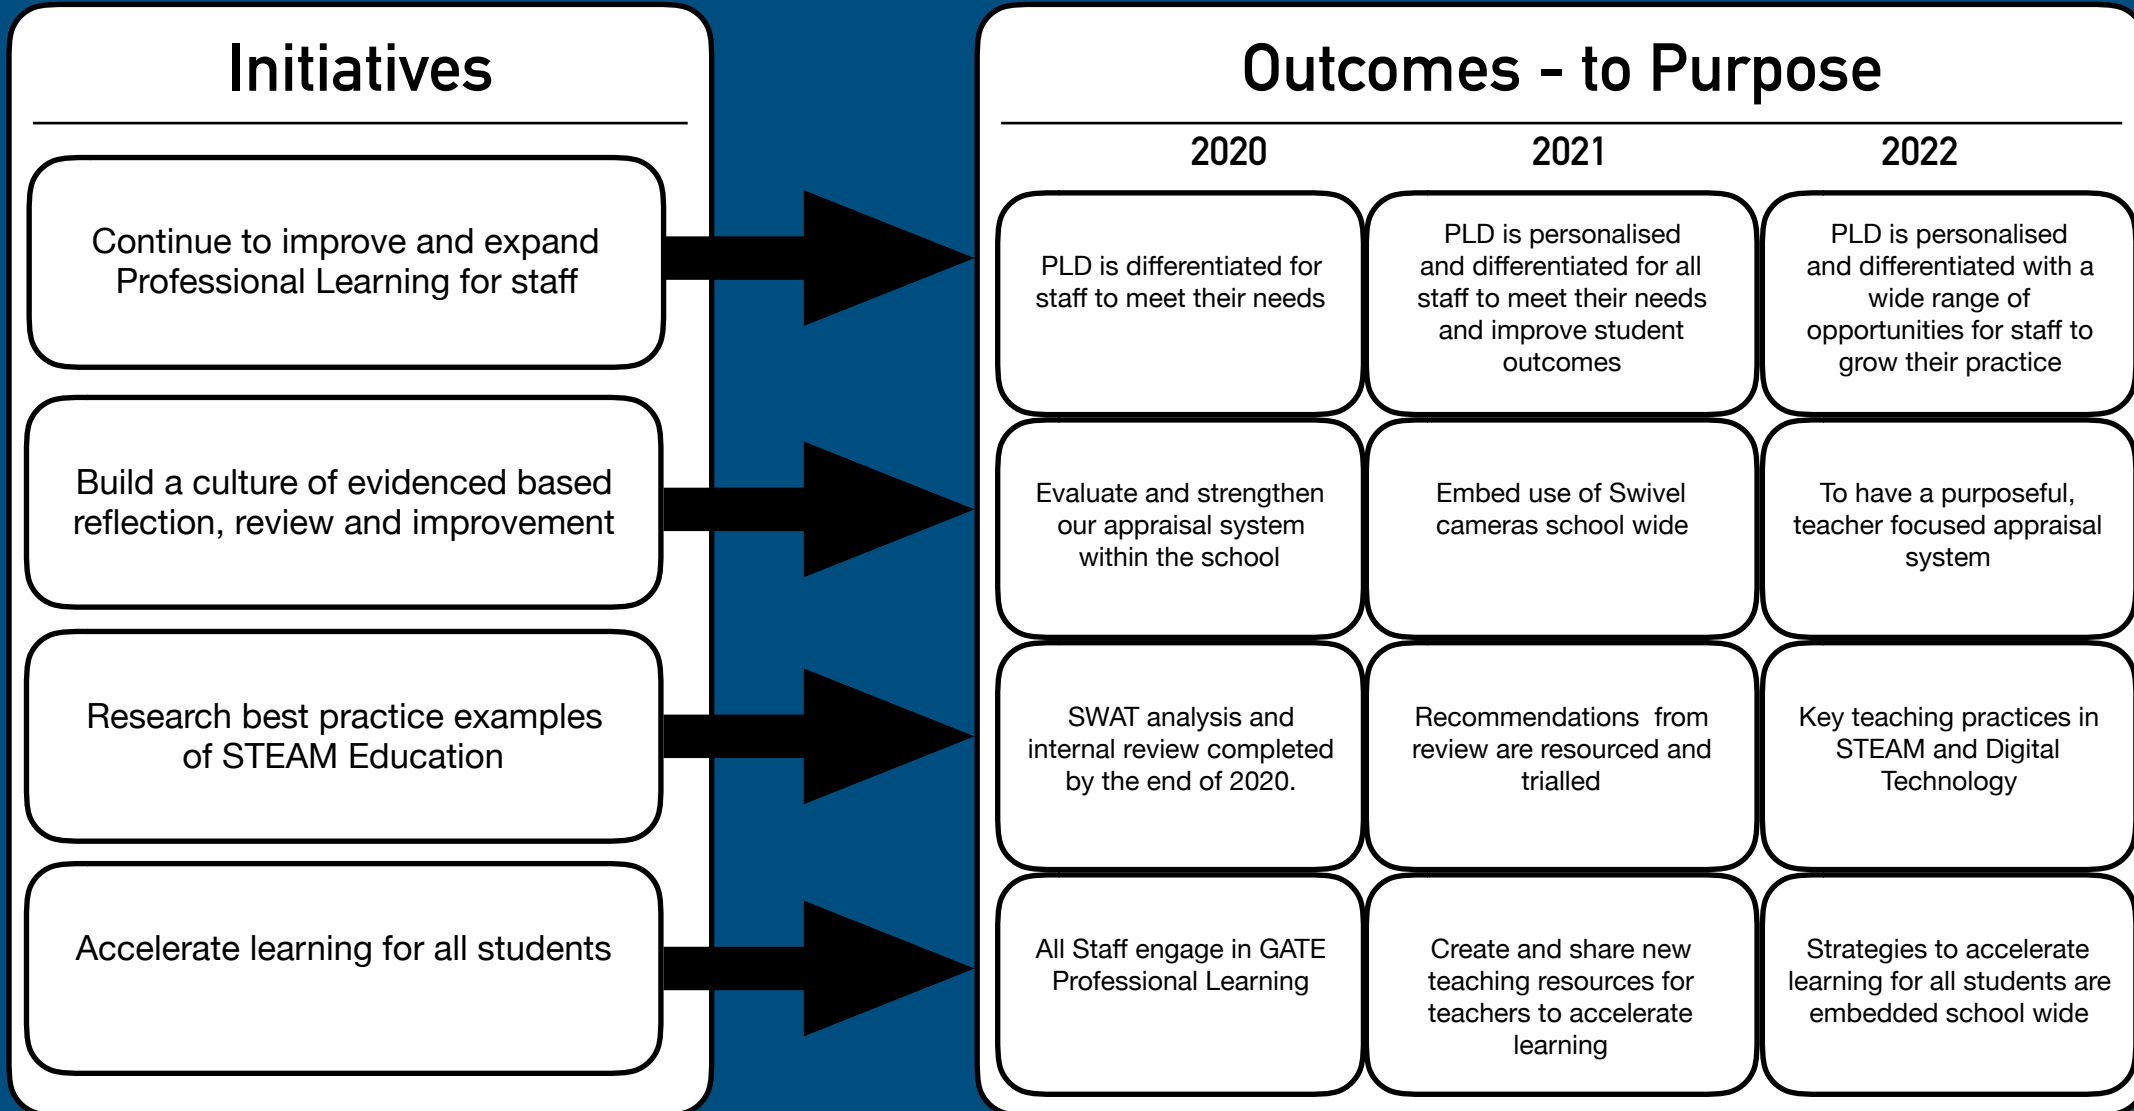 Initiatives
Continue to improve and expand
Professional Learning for staff
Build a culture of evidenced based
reflection, review and improvement
Research best practice examples
of STEAM Education
Accelerate learning for all students
Outcomes - to Purpose
2020
2021
2022
PLD is differentiated for
staff to meet their needs
PLD is personalised
and differentiated for all
staff to meet their needs
and improve student
outcomes
PLD is personalised
and differentiated with a
wide range of
opportunities for staff to
grow their practice
Evaluate and strengthen
our appraisal system
within the school
Embed use of Swivel
cameras school wide
To have a purposeful,
teacher focused appraisal
system
SWAT analysis and
internal review completed
by the end of 2020.
Recommendations from
review are resourced and
trialled
Key teaching practices in
STEAM and Digital
Technology
All Staff engage in GATE
Professional Learning
Create and share new
teaching resources for
teachers to accelerate
learning
Strategies to accelerate
learning for all students are
embedded school wide